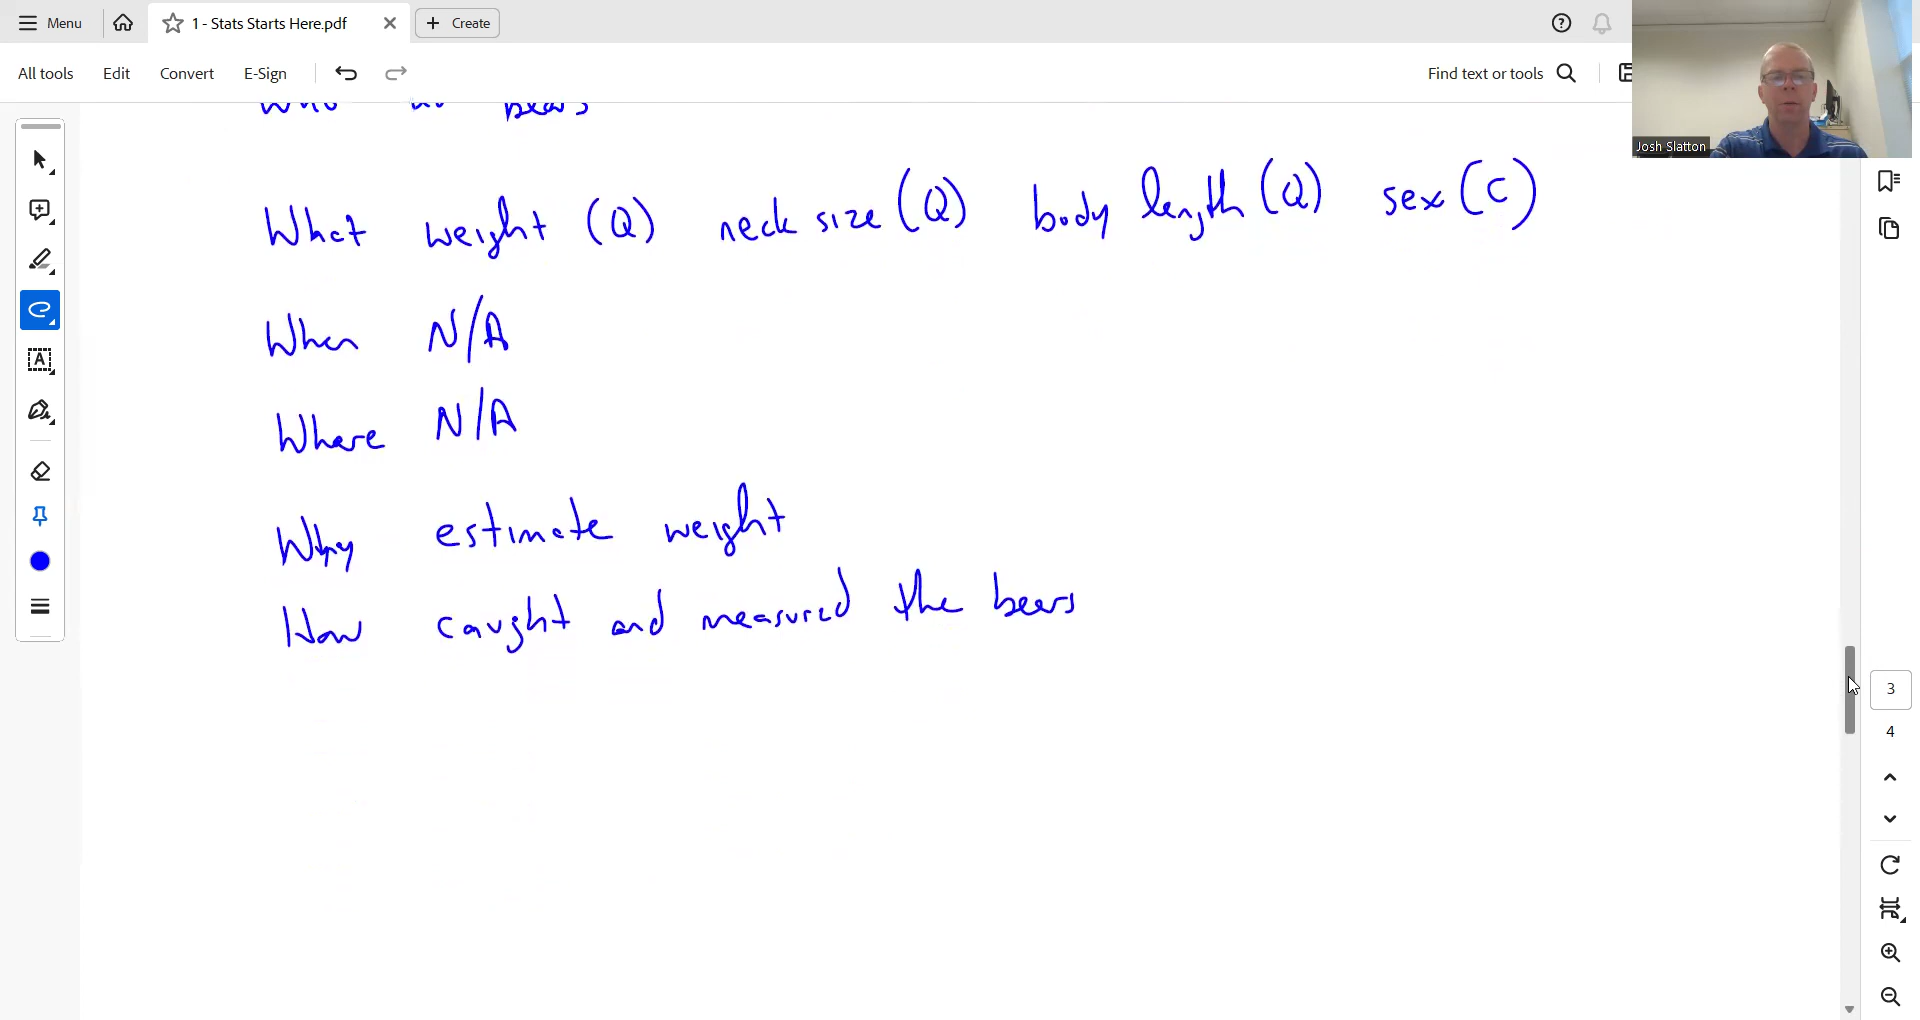 Menu 1 - Stats Starts Here.pdf Create
All tools Edit Convert E-Sign Find text or tools
Josh Slatton
Who bears
What weight (Q) neck size (Q) body length (Q) sex (C)
When N/A
Where N/A
Why estimate weight
How caught and measured the bears
3
4